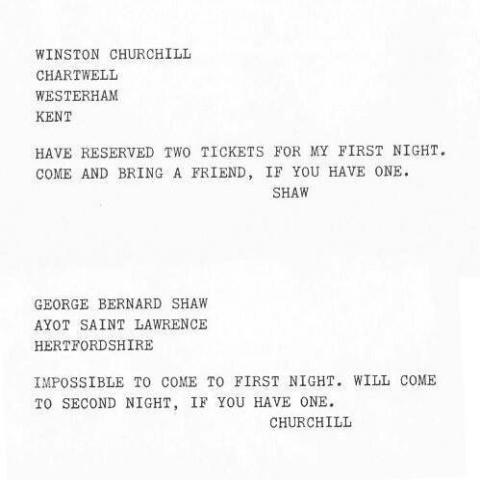 WINSTON CHURCHILL
CHARTWELL
WESTERHAM
KENT
HAVE RESERVED TWO TICKETS FOR MY FIRST NIGHT.
COME AND BRING A FRIEND, IF YOU HAVE ONE.
SHAW
GEORGE BERNARD SHAW
AYOT SAINT LAWRENCE
HERTFORDSHIRE
IMPOSSIBLE TO COME TO FIRST NIGHT. WILL COME
TO SECOND NIGHT, IF YOU HAVE ONE.
CHURCHILL